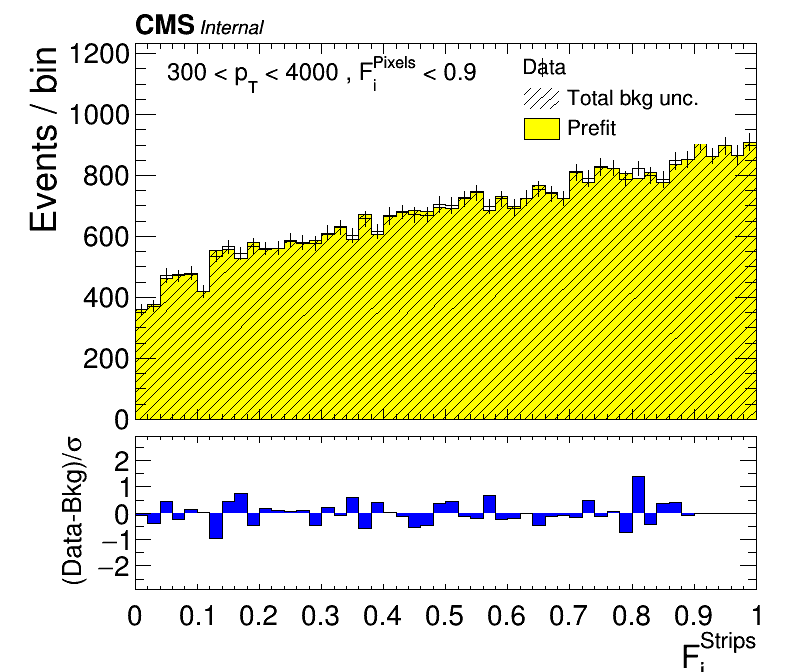 CMS Internal
300 < p_T < 4000 , F_i^Pixels < 0.9
Data
Total bkg unc.
Prefit
Events / bin
1200
1000
800
600
400
200
0
(Data-Bkg)/σ
2
1
0
−1
−2
0 0.1 0.2 0.3 0.4 0.5 0.6 0.7 0.8 0.9 1
F_i^Strips